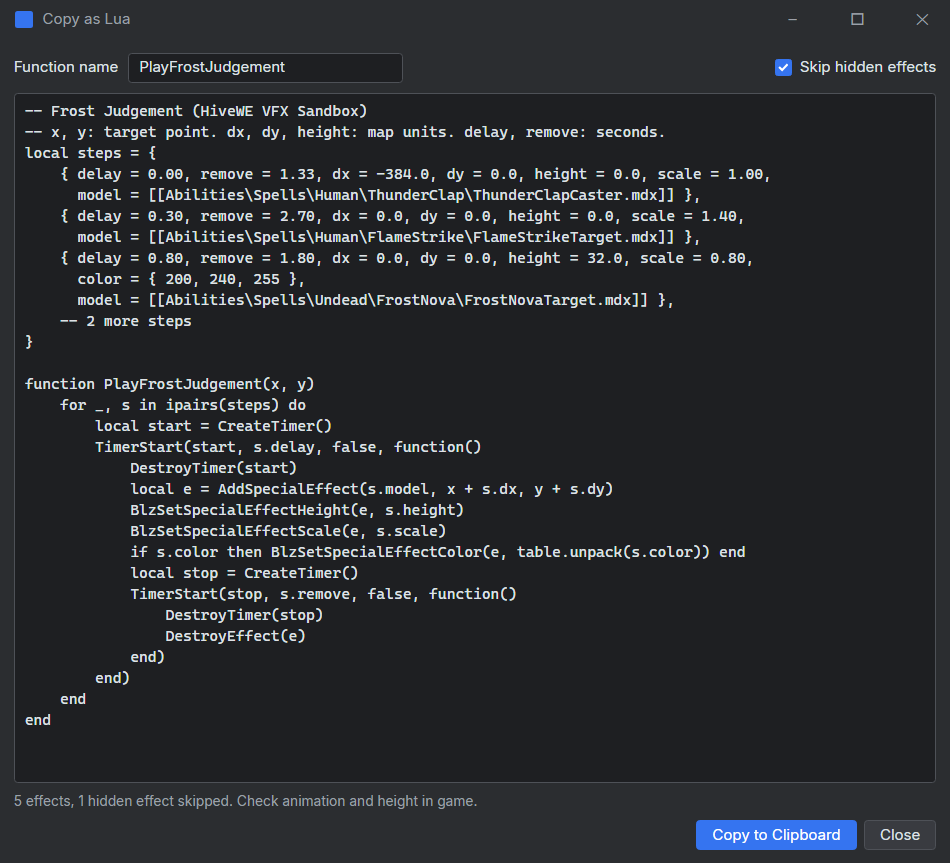 Copy as Lua
Function name PlayFrostJudgement Skip hidden effects
-- Frost Judgement (HiveWE VFX Sandbox)
-- x, y: target point. dx, dy, height: map units. delay, remove: seconds.
local steps = {
    { delay = 0.00, remove = 1.33, dx = -384.0, dy = 0.0, height = 0.0, scale = 1.00,
      model = [[Abilities\Spells\Human\ThunderClap\ThunderClapCaster.mdx]] },
    { delay = 0.30, remove = 2.70, dx = 0.0, dy = 0.0, height = 0.0, scale = 1.40,
      model = [[Abilities\Spells\Human\FlameStrike\FlameStrikeTarget.mdx]] },
    { delay = 0.80, remove = 1.80, dx = 0.0, dy = 0.0, height = 32.0, scale = 0.80,
      color = { 200, 240, 255 },
      model = [[Abilities\Spells\Undead\FrostNova\FrostNovaTarget.mdx]] },
    -- 2 more steps
}

function PlayFrostJudgement(x, y)
    for _, s in ipairs(steps) do
        local start = CreateTimer()
        TimerStart(start, s.delay, false, function()
            DestroyTimer(start)
            local e = AddSpecialEffect(s.model, x + s.dx, y + s.dy)
            BlzSetSpecialEffectHeight(e, s.height)
            BlzSetSpecialEffectScale(e, s.scale)
            if s.color then BlzSetSpecialEffectColor(e, table.unpack(s.color)) end
            local stop = CreateTimer()
            TimerStart(stop, s.remove, false, function()
                DestroyTimer(stop)
                DestroyEffect(e)
            end)
        end)
    end
end
5 effects, 1 hidden effect skipped. Check animation and height in game.
Copy to Clipboard Close